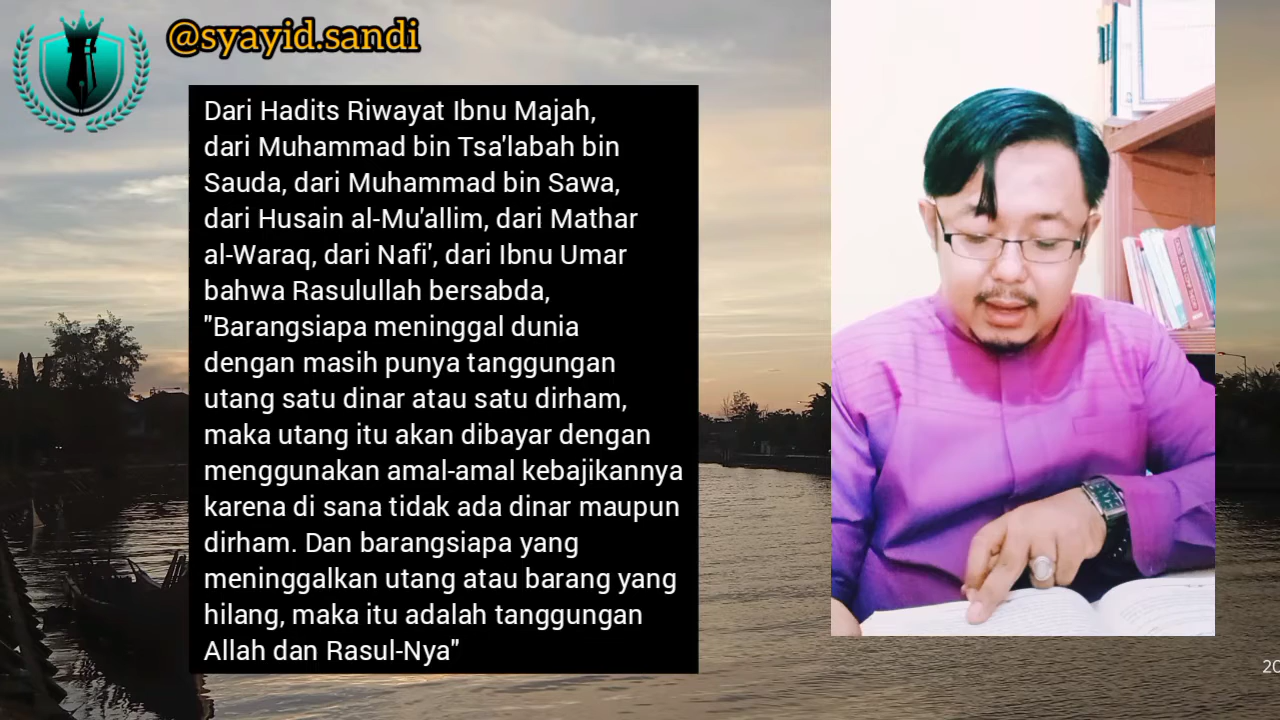 @syayid.sandi
Dari Hadits Riwayat Ibnu Majah,
dari Muhammad bin Tsa'labah bin
Sauda, dari Muhammad bin Sawa,
dari Husain al-Mu'allim, dari Mathar
al-Waraq, dari Nafi', dari Ibnu Umar
bahwa Rasulullah bersabda,
"Barangsiapa meninggal dunia
dengan masih punya tanggungan
utang satu dinar atau satu dirham,
maka utang itu akan dibayar dengan
menggunakan amal-amal kebajikannya
karena di sana tidak ada dinar maupun
dirham. Dan barangsiapa yang
meninggalkan utang atau barang yang
hilang, maka itu adalah tanggungan
Allah dan Rasul-Nya"